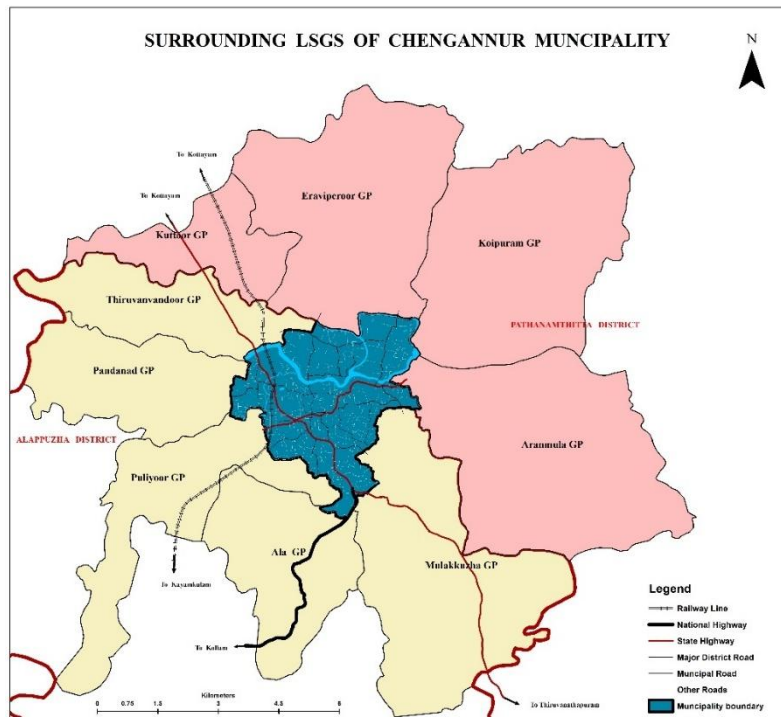 SURROUNDING LSGS OF CHENGANNUR MUNCIPALITY
N
To Kottayam
To Kottayam
Eraviperoor GP
Kuttoor GP
Koipuram GP
Thiruvanvandoor GP
PATHANAMTHITTA DISTRICT
Pandanad GP
ALAPPUZHA DISTRICT
Aranmula GP
Puliyoor GP
Ala GP
Mulakkuzha GP
To Kayamkulam
To Kollam
To Thiruvananthapuram
Legend
Railway Line
National Highway
State Highway
Major District Road
Muncipal Road
Other Roads
Municipality boundary
Kilometers
0 0.75 1.5 3 4.5 6